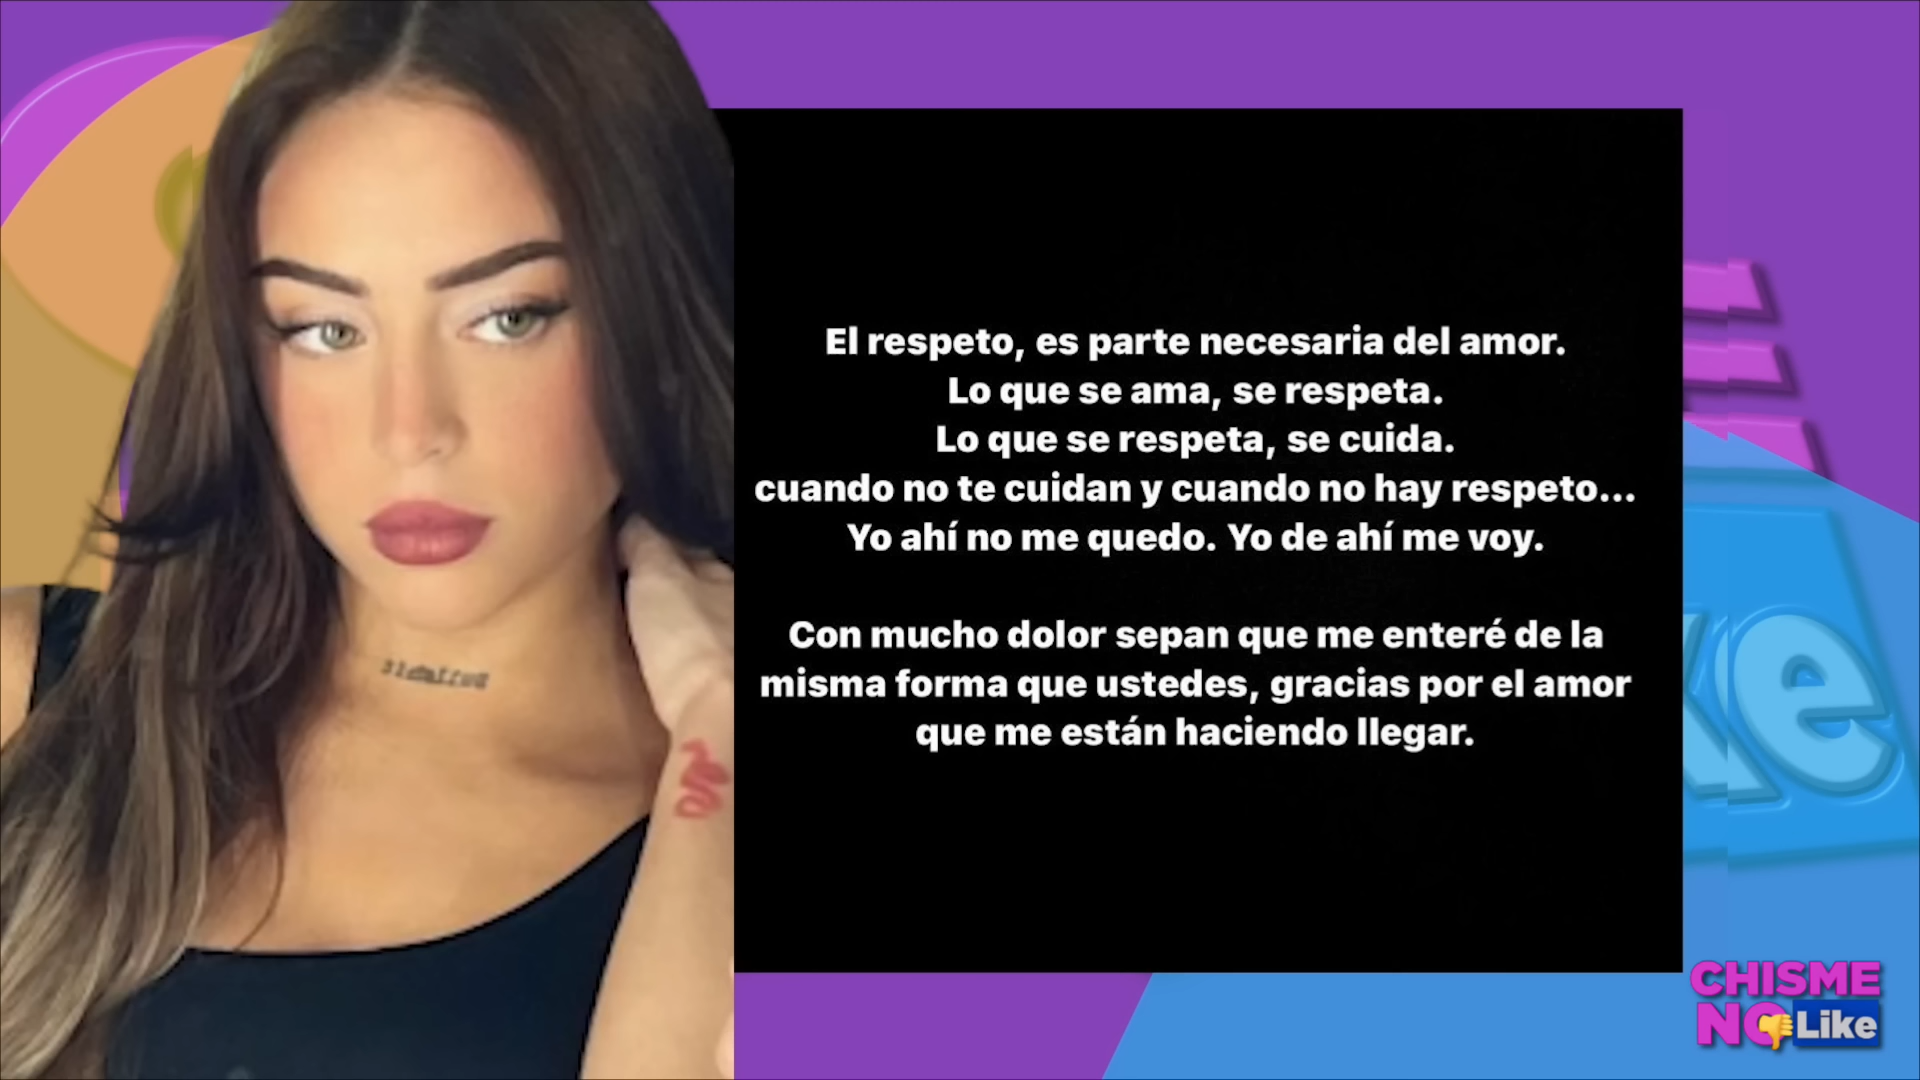 El respeto, es parte necesaria del amor.
Lo que se ama, se respeta.
Lo que se respeta, se cuida.
cuando no te cuidan y cuando no hay respeto...
Yo ahí no me quedo. Yo de ahí me voy.
Con mucho dolor sepan que me enteré de la
misma forma que ustedes, gracias por el amor
que me están haciendo llegar.
CHISME
NO Like